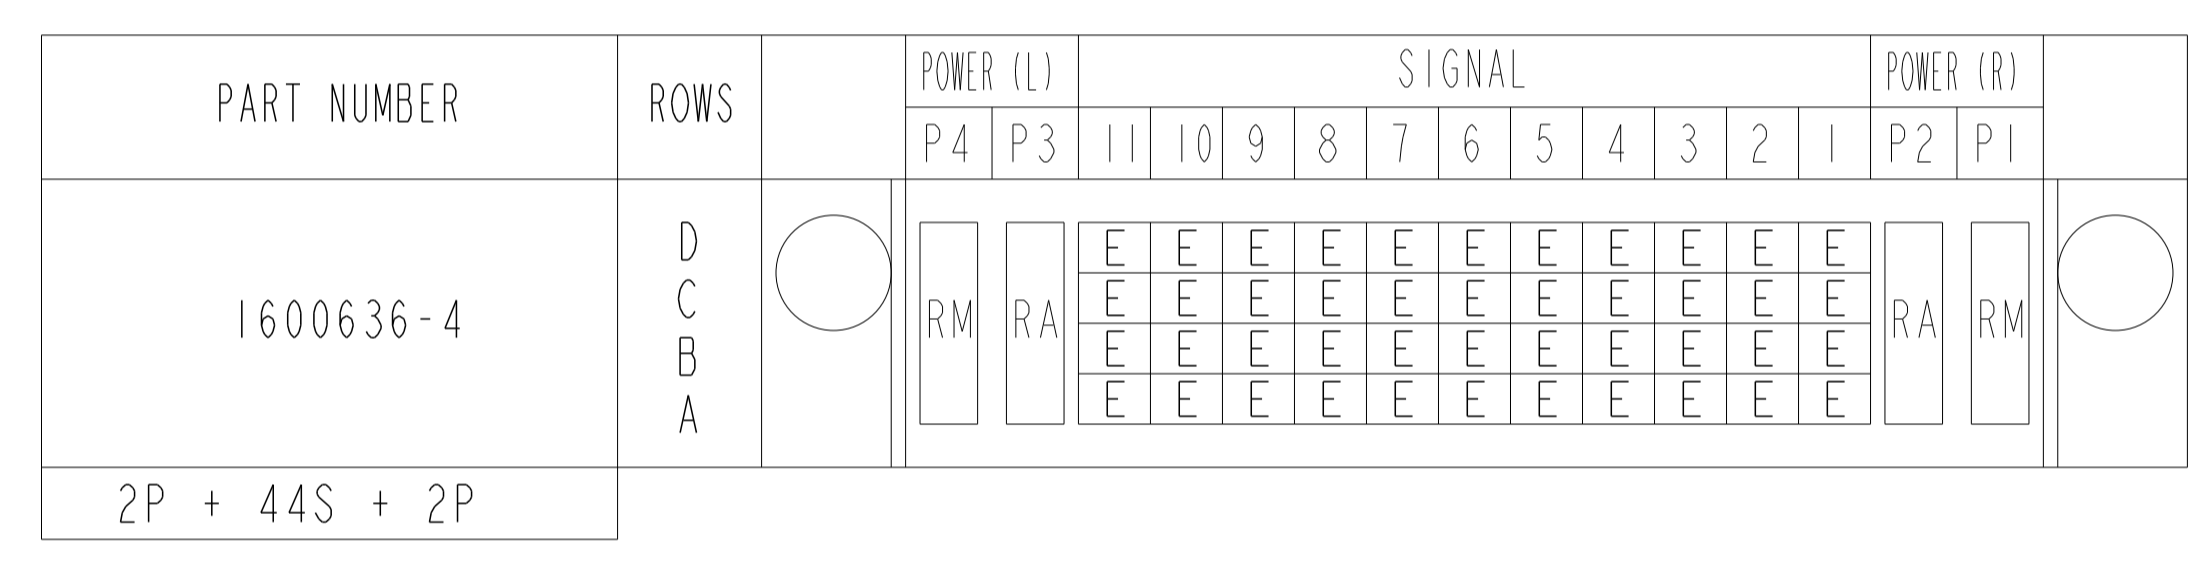 PART NUMBER ROWS POWER (L) SIGNAL POWER (R)
P4 P3 11 10 9 8 7 6 5 4 3 2 1 P2 P1
D E E E E E E E E E E E
C E E E E E E E E E E E
1600636-4 RM RA RA RM
B E E E E E E E E E E E
A E E E E E E E E E E E
2P + 44S + 2P